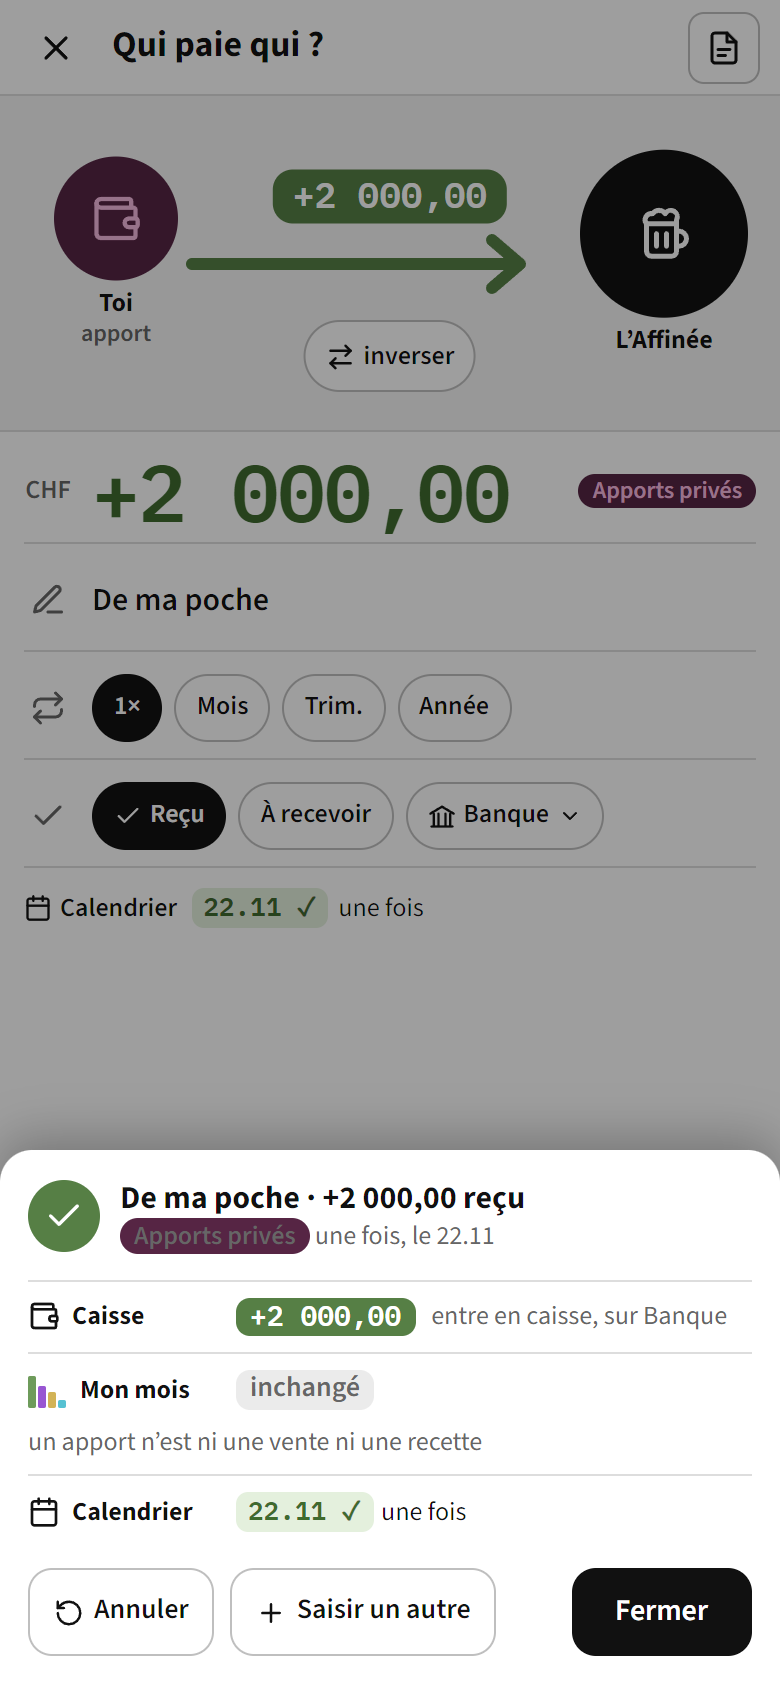 Qui paie qui ?
+2 000,00
Toi
apport
L’Affinée
inverser
CHF +2 000,00 Apports privés
De ma poche
1× Mois Trim. Année
Reçu À recevoir Banque
Calendrier 22.11 ✓ une fois
De ma poche · +2 000,00 reçu
Apports privés une fois, le 22.11
Caisse +2 000,00 entre en caisse, sur Banque
Mon mois inchangé
un apport n’est ni une vente ni une recette
Calendrier 22.11 ✓ une fois
Annuler + Saisir un autre Fermer